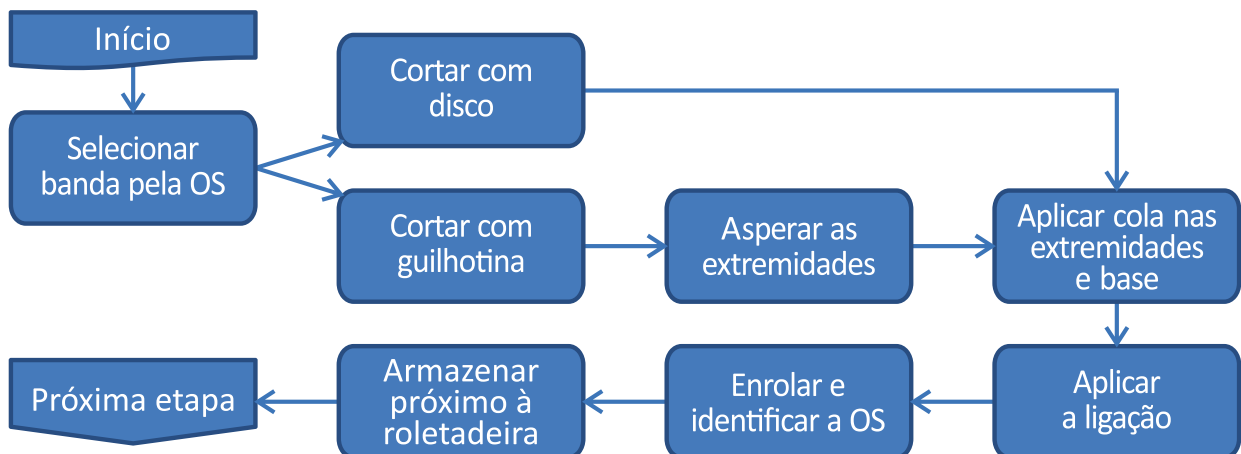 Início
Selecionar
banda pela OS
Cortar com
disco
Cortar com
guilhotina
Asperar as
extremidades
Aplicar cola nas
extremidades
e base
Aplicar
a ligação
Enrolar e
identificar a OS
Armazenar
próximo à
roletadeira
Próxima etapa